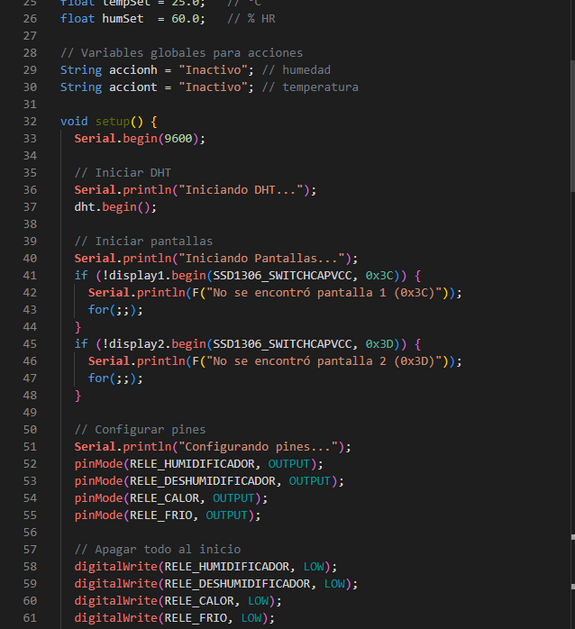 25 float tempSet = 25.0; // °C
26 float humSet = 60.0; // % HR
27
28 // Variables globales para acciones
29 String accionh = "Inactivo"; // humedad
30 String acciont = "Inactivo"; // temperatura
31
32 void setup() {
33 Serial.begin(9600);
34
35 // Iniciar DHT
36 Serial.println("Iniciando DHT...");
37 dht.begin();
38
39 // Iniciar pantallas
40 Serial.println("Iniciando Pantallas...");
41 if (!display1.begin(SSD1306_SWITCHCAPVCC, 0x3C)) {
42 Serial.println(F("No se encontró pantalla 1 (0x3C)"));
43 for(;;);
44 }
45 if (!display2.begin(SSD1306_SWITCHCAPVCC, 0x3D)) {
46 Serial.println(F("No se encontró pantalla 2 (0x3D)"));
47 for(;;);
48 }
49
50 // Configurar pines
51 Serial.println("Configurando pines...");
52 pinMode(RELE_HUMIDIFICADOR, OUTPUT);
53 pinMode(RELE_DESHUMIDIFICADOR, OUTPUT);
54 pinMode(RELE_CALOR, OUTPUT);
55 pinMode(RELE_FRIO, OUTPUT);
56
57 // Apagar todo al inicio
58 digitalWrite(RELE_HUMIDIFICADOR, LOW);
59 digitalWrite(RELE_DESHUMIDIFICADOR, LOW);
60 digitalWrite(RELE_CALOR, LOW);
61 digitalWrite(RELE_FRIO, LOW);